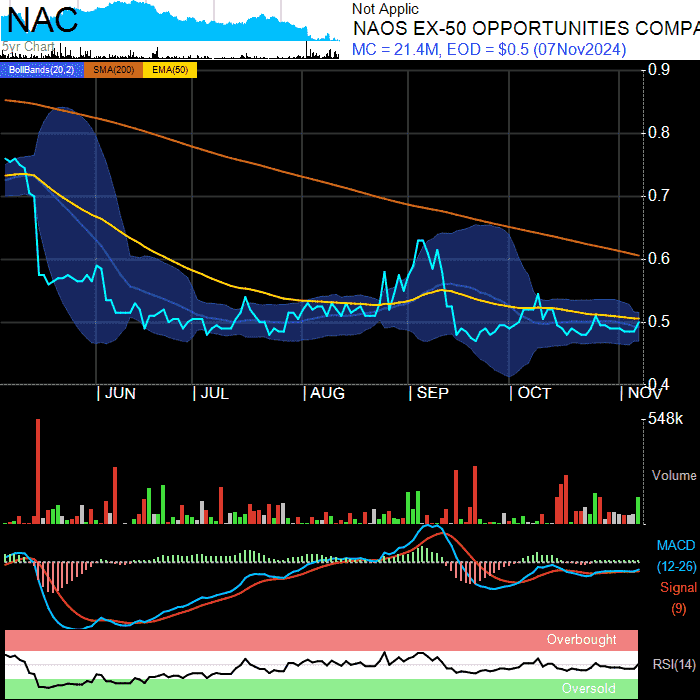 NAC
Not Applic
NAOS EX-50 OPPORTUNITIES COMPA
5yr Chart
MC = 21.4M, EOD = $0.5 (07Nov2024)
BollBands(20,2) SMA(200) EMA(50)
0.9
0.8
0.7
0.6
0.5
0.4
JUN JUL AUG SEP OCT NOV
548k
Volume
MACD
(12-26)
Signal
(9)
Overbought
RSI(14)
Oversold